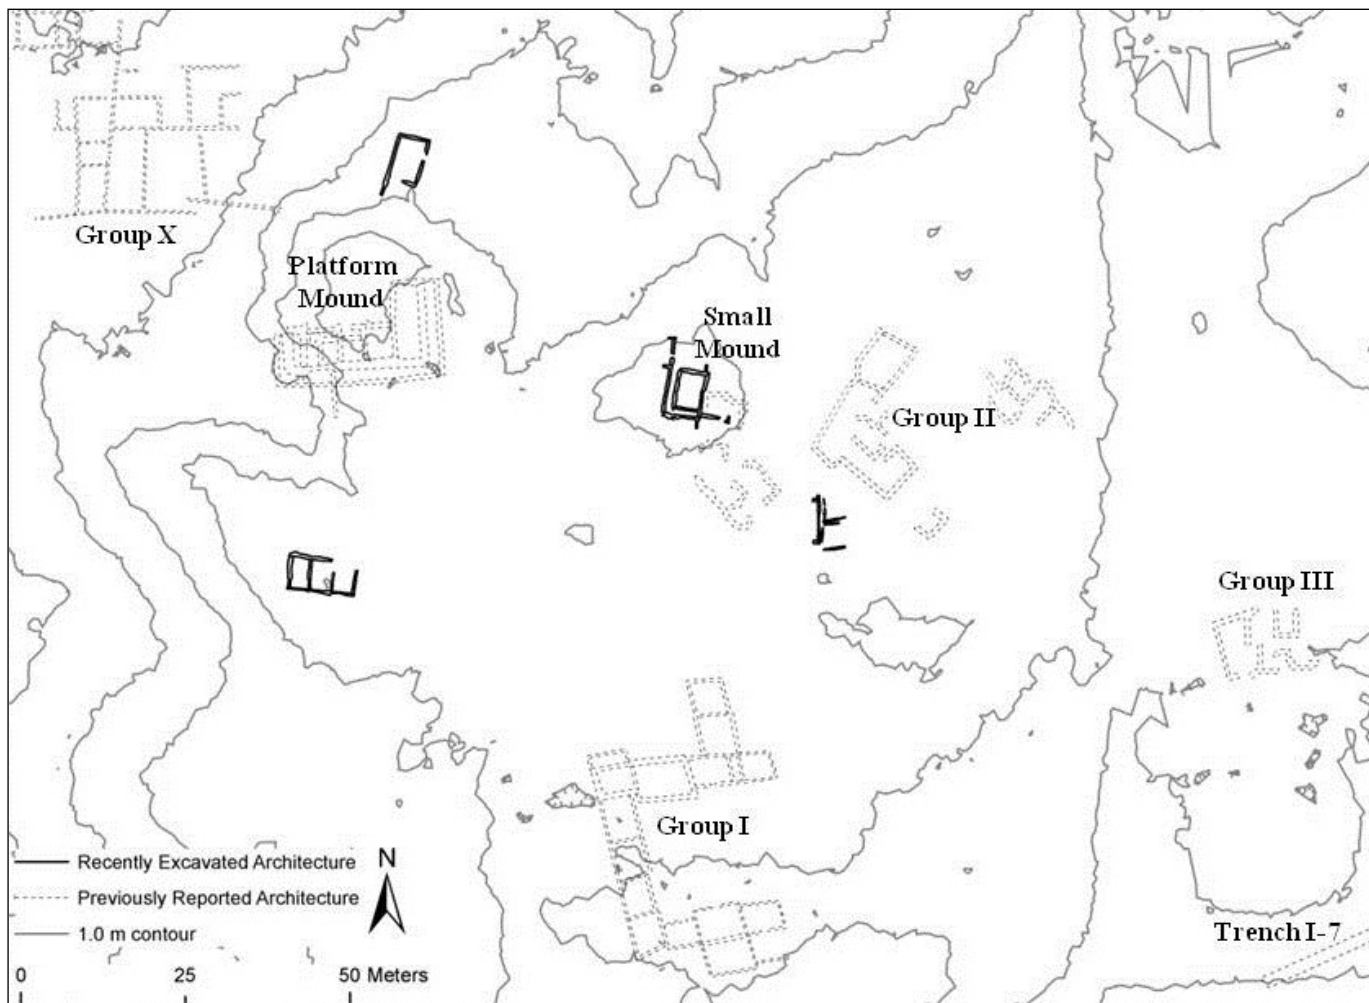 Group X
Platform
Mound
Small
Mound
Group II
Group III
Group I
Trench I-7
N
Recently Excavated Architecture
Previously Reported Architecture
1.0 m contour
0 25 50 Meters